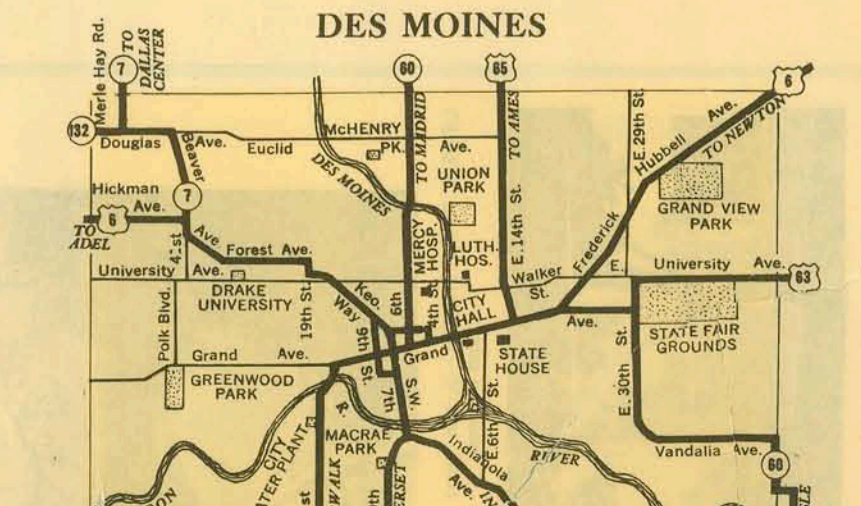 DES MOINES
Merle Hay Rd.
7
TO
DALLAS
CENTER
60
65
6
132
Douglas
Ave.
Euclid
McHENRY
PK.
Ave.
TO MADRID
TO AMES
E. 29th St.
Hubbell
Ave.
TO NEWTON
Beaver
DES MOINES
UNION
PARK
GRAND VIEW
PARK
Hickman
Ave.
7
6
TO
ADEL
41st
Ave.
Forest Ave.
MERCY
HOSP.
LUTH.
HOS.
E. 14th St.
Frederick
University
Ave.
DRAKE
UNIVERSITY
19th St.
Keo
Way
6th
4th St.
CITY
HALL
Walker
St.
E.
University
Ave.
63
Polk Blvd.
9th St.
Grand
Ave.
STATE FAIR
GROUNDS
Grand
Ave.
STATE
HOUSE
E. 30th St.
GREENWOOD
PARK
7th
S.W.
R.
E. 6th St.
MACRAE
PARK
CITY
Indianola
Ave.
RIVER
Vandalia Ave.
60